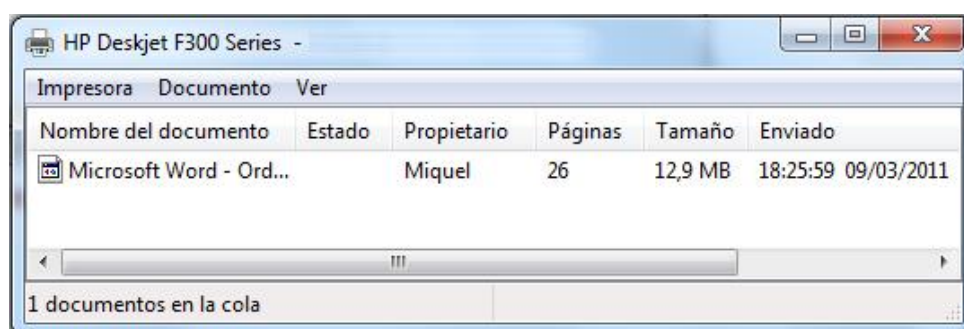 HP Deskjet F300 Series -
Impresora Documento Ver
Nombre del documento Estado Propietario Páginas Tamaño Enviado
Microsoft Word - Ord... Miquel 26 12,9 MB 18:25:59 09/03/2011
1 documentos en la cola